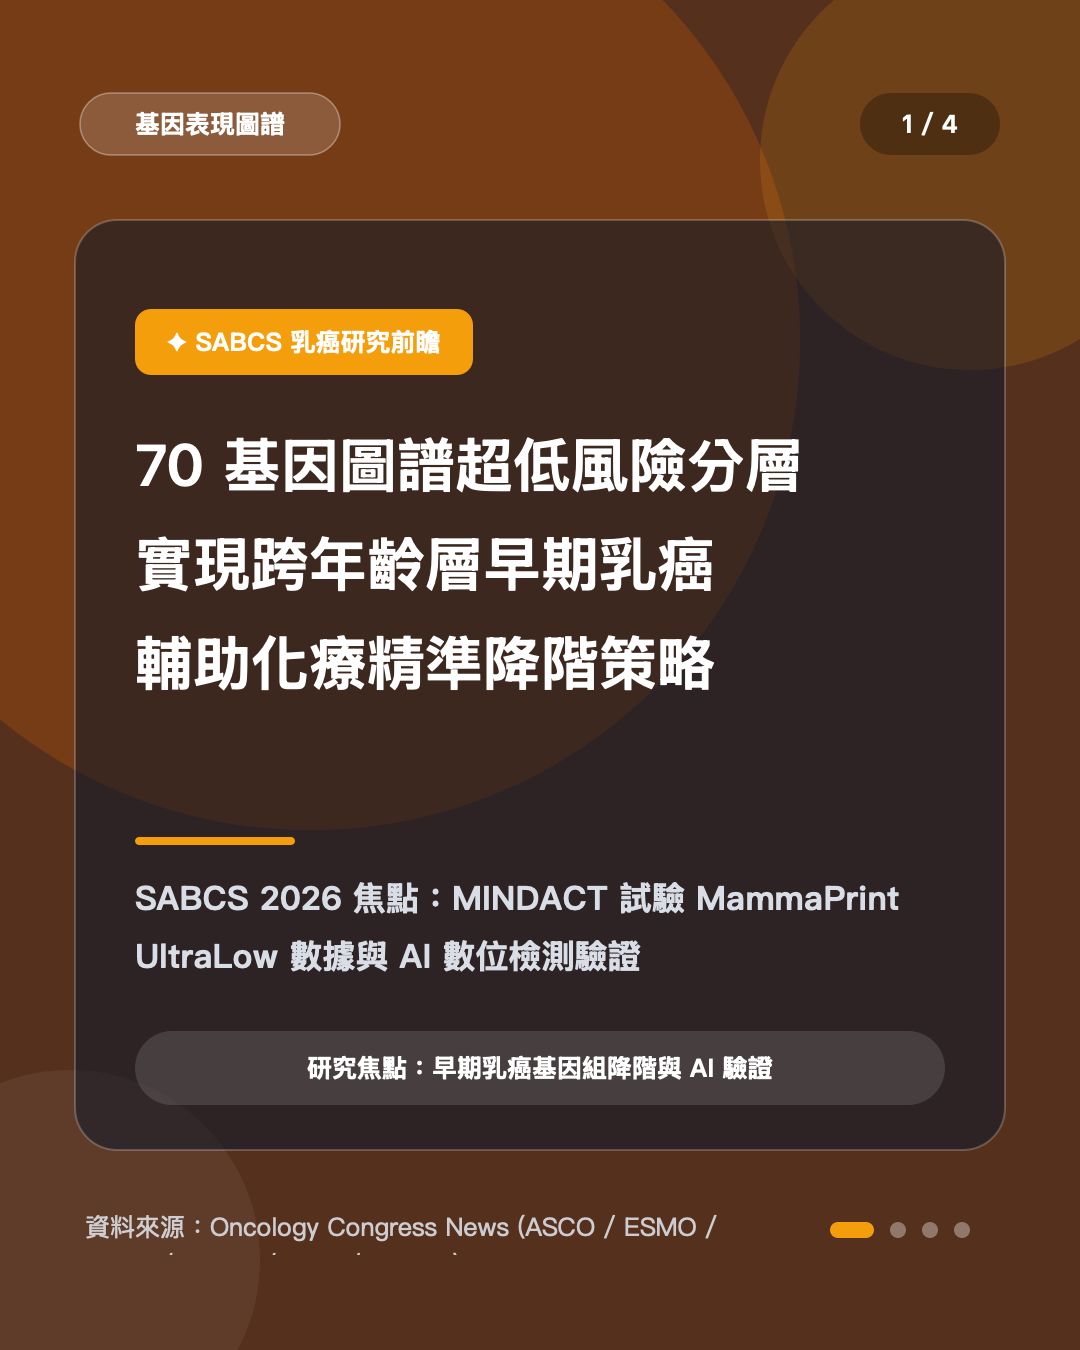 基因表現圖譜
1 / 4
✦ SABCS 乳癌研究前瞻
70 基因圖譜超低風險分層
實現跨年齡層早期乳癌
輔助化療精準降階策略
SABCS 2026 焦點：MINDACT 試驗 MammaPrint
UltraLow 數據與 AI 數位檢測驗證
研究焦點：早期乳癌基因組降階與 AI 驗證
資料來源：Oncology Congress News (ASCO / ESMO /